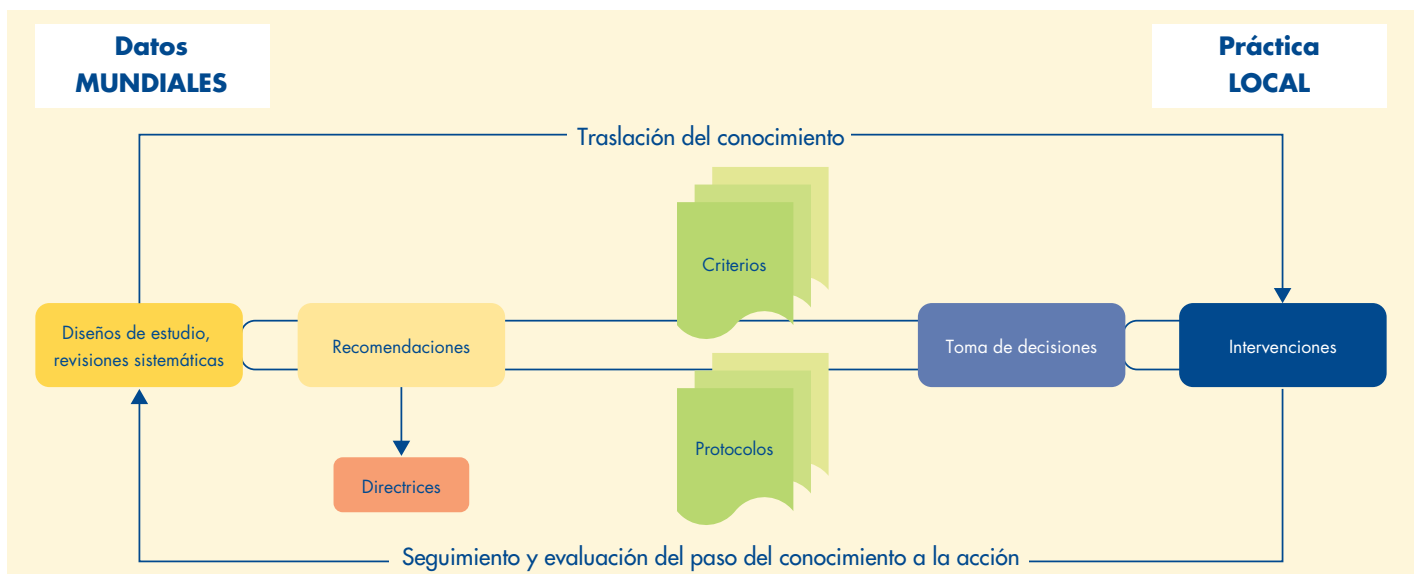 Datos
MUNDIALES
Práctica
LOCAL
Traslación del conocimiento
Criterios
Diseños de estudio,
revisiones sistemáticas
Recomendaciones
Toma de decisiones
Intervenciones
Protocolos
Directrices
Seguimiento y evaluación del paso del conocimiento a la acción